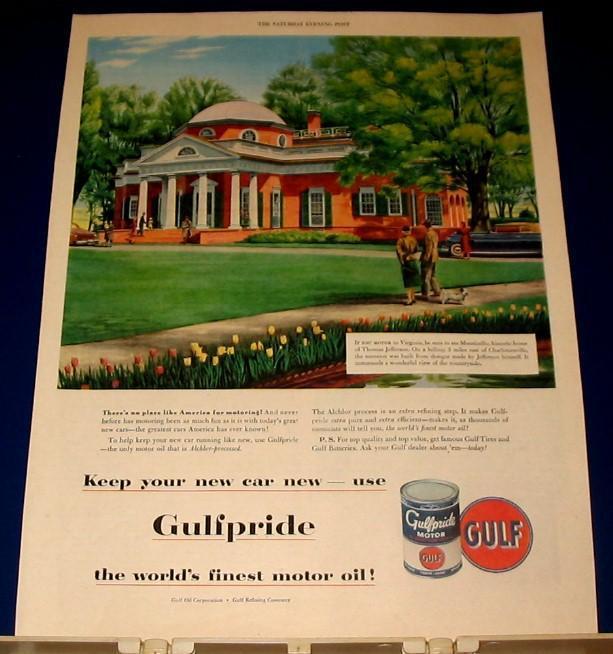 THE SATURDAY EVENING POST
IF YOU MOTOR to Virginia, be sure to see Monticello, historic home
of Thomas Jefferson. On a hilltop 3 miles east of Charlottesville,
the mansion was built from designs made by Jefferson himself. It
commands a wonderful view of the countryside.
There's no place like America for motoring! And never
before has motoring been as much fun as it is with today's great
new cars—the greatest cars America has ever known!
To help keep your new car running like new, use Gulfpride
—the only motor oil that is Alchlor-processed.
The Alchlor process is an extra refining step. It makes Gulf-
pride extra pure and extra efficient—makes it, as thousands of
motorists will tell you, the world's finest motor oil!
P. S. For top quality and top value, get famous Gulf Tires and
Gulf Batteries. Ask your Gulf dealer about 'em—today!
Keep your new car new — use
Gulfpride
the world's finest motor oil!
Gulf Oil Corporation • Gulf Refining Company
Gulfpride
MOTOR
GULF
GULF